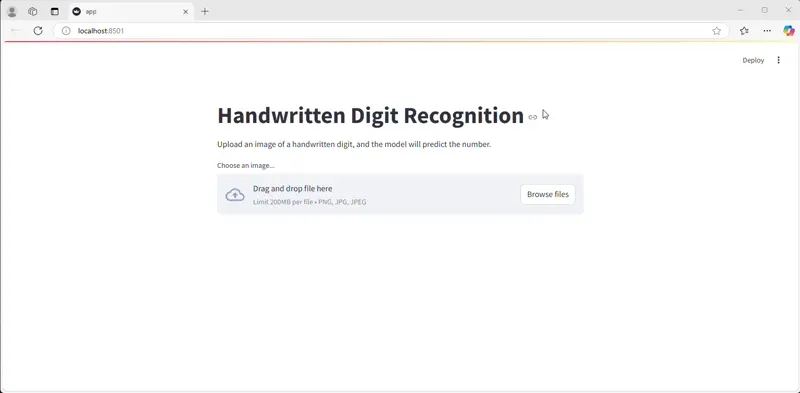 app
localhost:8501
Deploy
Handwritten Digit Recognition
Upload an image of a handwritten digit, and the model will predict the number.
Choose an image...
Drag and drop file here
Limit 200MB per file • PNG, JPG, JPEG
Browse files